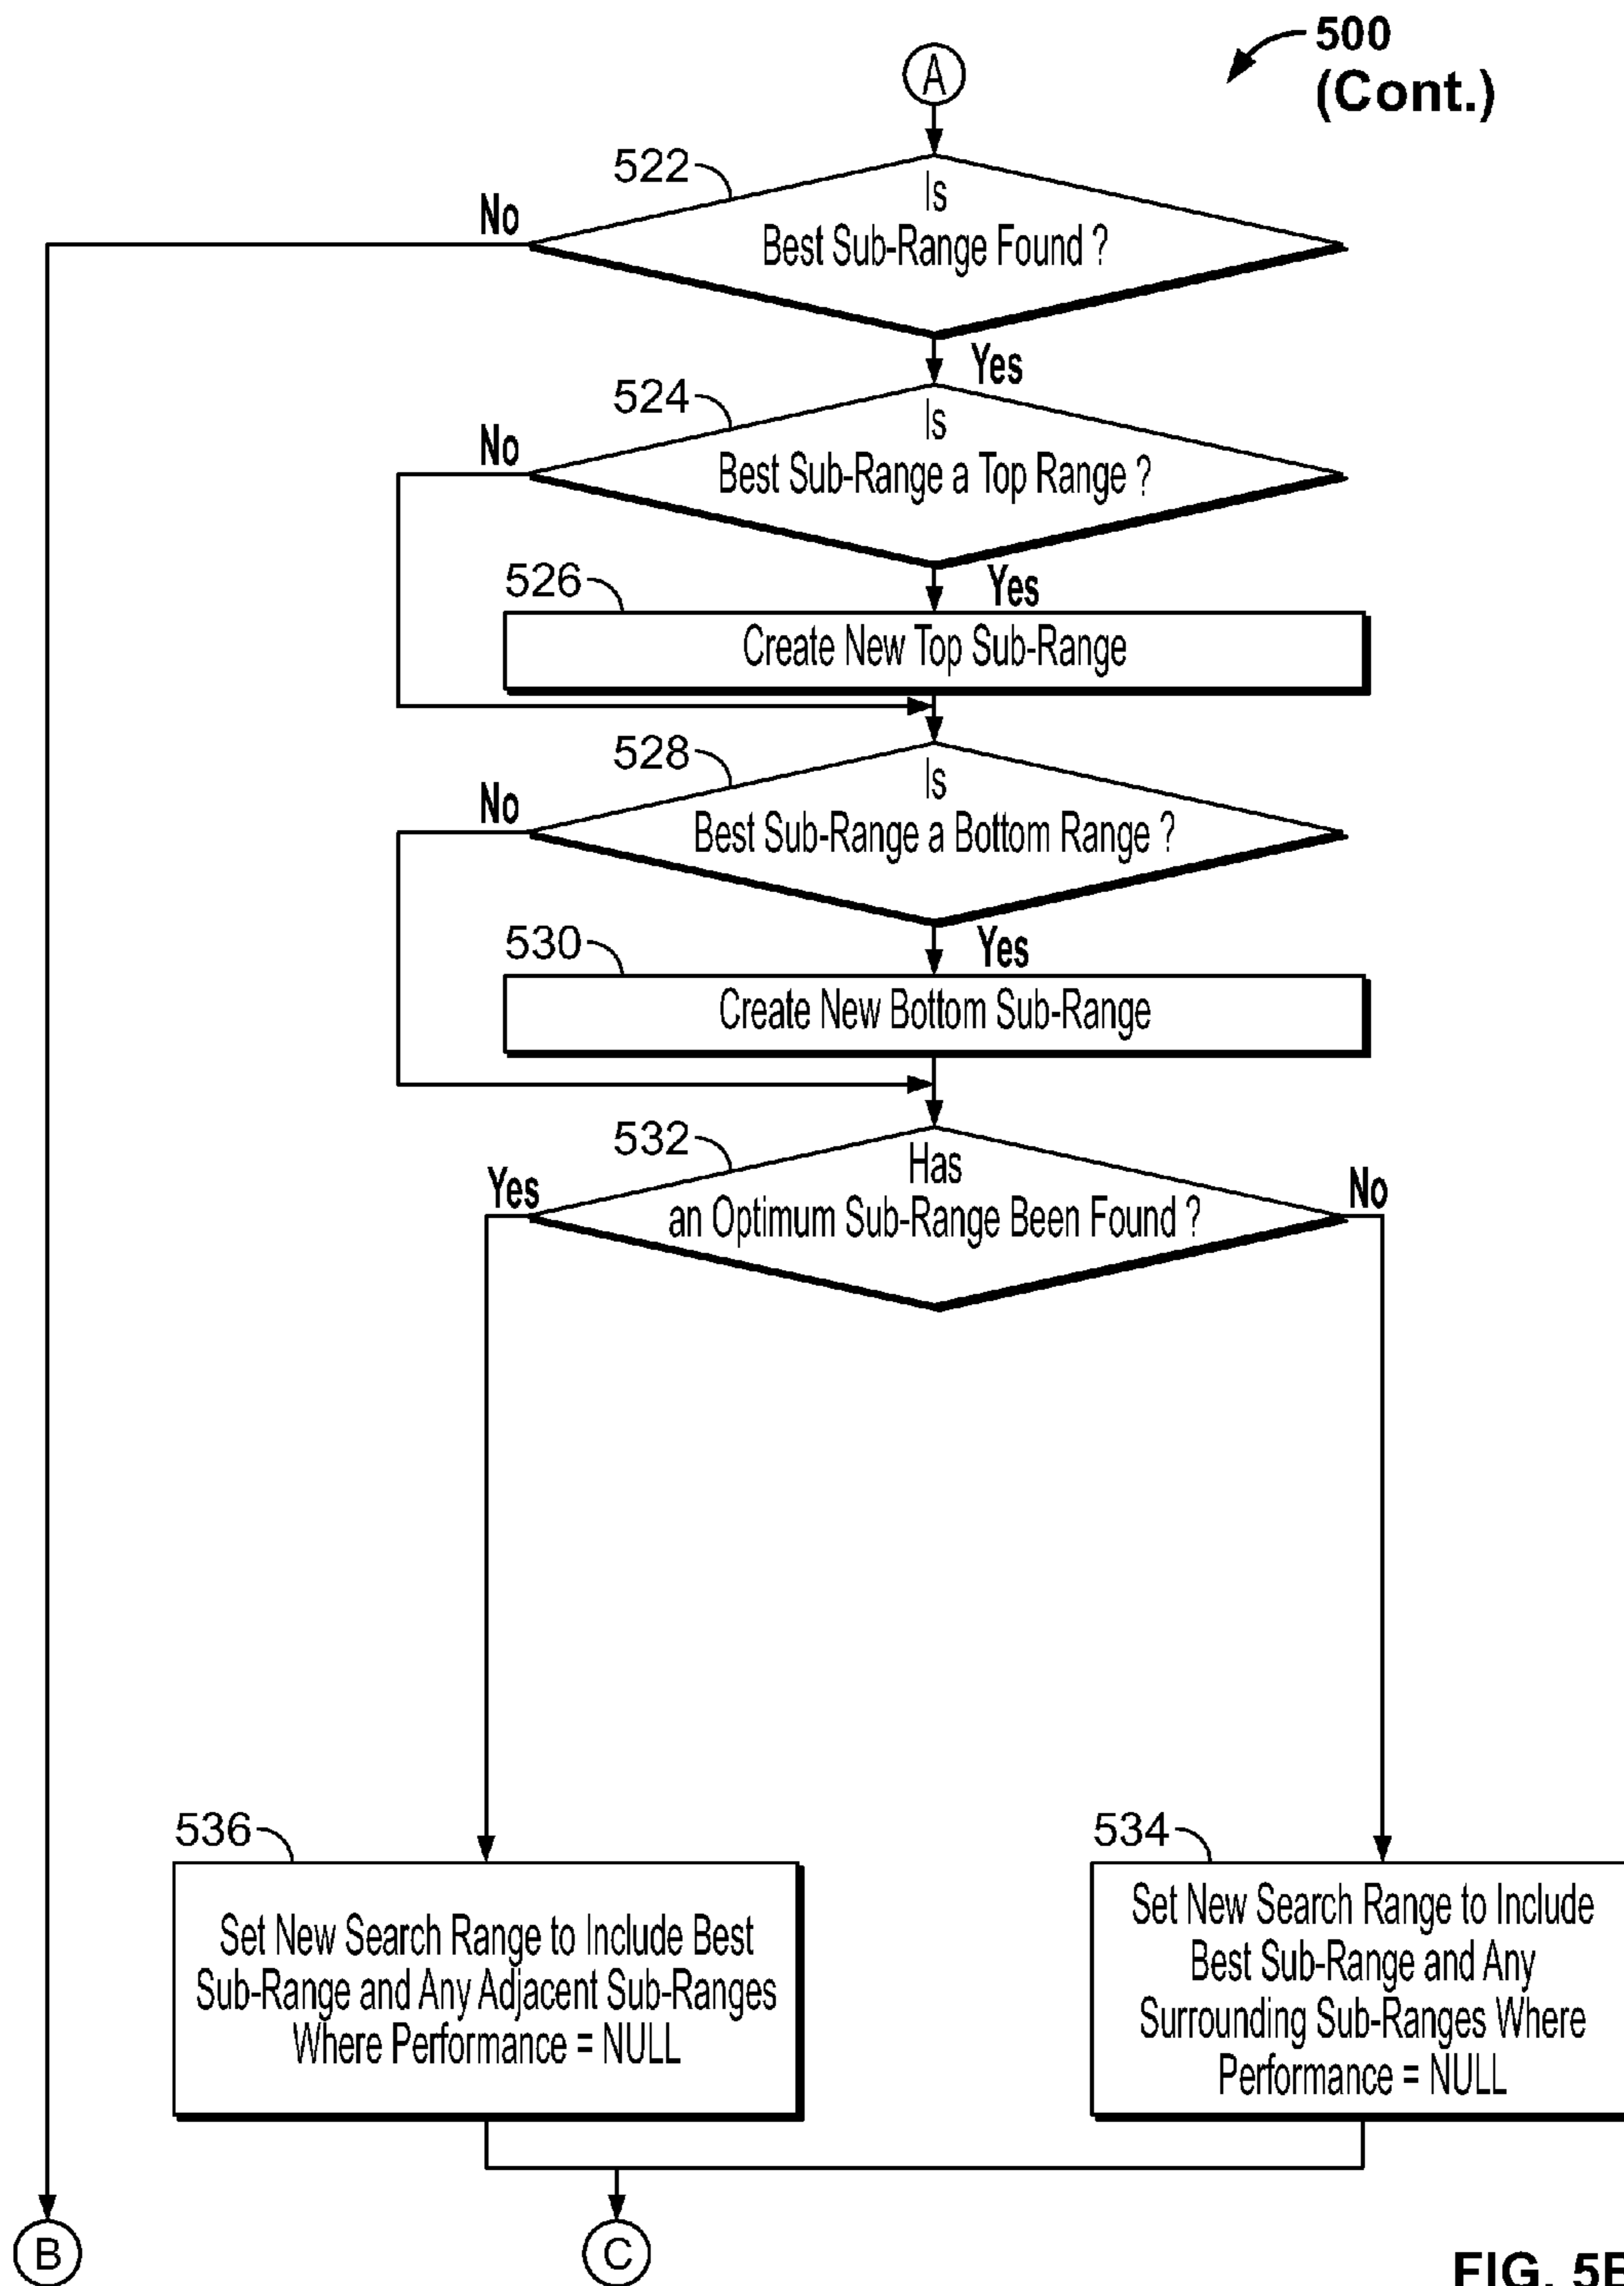 500
(Cont.)
A
522
No
Is
Best Sub-Range Found ?
Yes
524
No
Is
Best Sub-Range a Top Range ?
Yes
526
Create New Top Sub-Range
528
No
Is
Best Sub-Range a Bottom Range ?
Yes
530
Create New Bottom Sub-Range
532
Yes
Has
an Optimum Sub-Range Been Found ?
No
536
Set New Search Range to Include Best
Sub-Range and Any Adjacent Sub-Ranges
Where Performance = NULL
534
Set New Search Range to Include
Best Sub-Range and Any
Surrounding Sub-Ranges Where
Performance = NULL
B
C
FIG. 5B